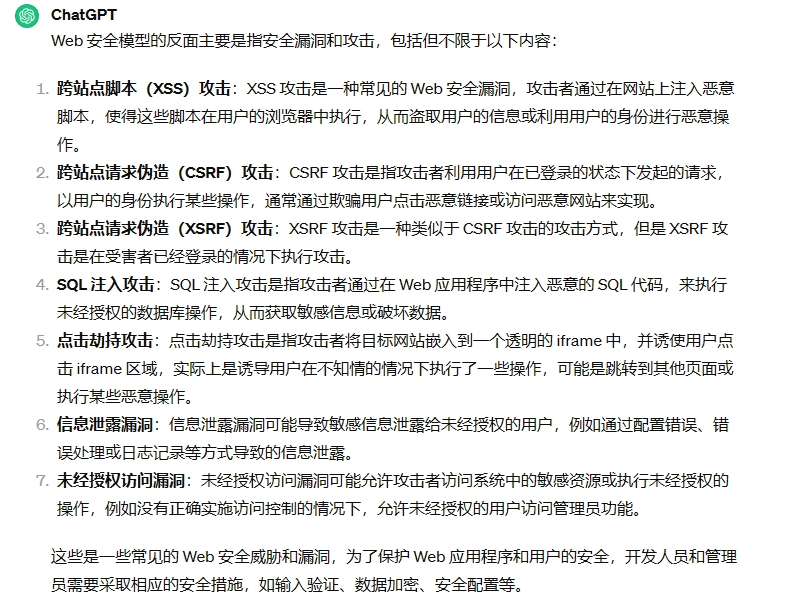 ChatGPT
Web 安全模型的反面主要是指安全漏洞和攻击，包括但不限于以下内容：
1. 跨站点脚本（XSS）攻击：XSS 攻击是一种常见的 Web 安全漏洞，攻击者通过在网站上注入恶意
脚本，使得这些脚本在用户的浏览器中执行，从而盗取用户的信息或利用用户的身份进行恶意操
作。
2. 跨站点请求伪造（CSRF）攻击：CSRF 攻击是指攻击者利用用户在已登录的状态下发起的请求，
以用户的身份执行某些操作，通常通过欺骗用户点击恶意链接或访问恶意网站来实现。
3. 跨站点请求伪造（XSRF）攻击：XSRF 攻击是一种类似于 CSRF 攻击的攻击方式，但是 XSRF 攻
击是在受害者已经登录的情况下执行攻击。
4. SQL 注入攻击：SQL 注入攻击是指攻击者通过在 Web 应用程序中注入恶意的 SQL 代码，来执行
未经授权的数据库操作，从而获取敏感信息或破坏数据。
5. 点击劫持攻击：点击劫持攻击是指攻击者将目标网站嵌入到一个透明的 iframe 中，并诱使用户点
击 iframe 区域，实际上是诱导用户在不知情的情况下执行了一些操作，可能是跳转到其他页面或
执行某些恶意操作。
6. 信息泄露漏洞：信息泄露漏洞可能导致敏感信息泄露给未经授权的用户，例如通过配置错误、错
误处理或日志记录等方式导致的信息泄露。
7. 未经授权访问漏洞：未经授权访问漏洞可能允许攻击者访问系统中的敏感资源或执行未经授权的
操作，例如没有正确实施访问控制的情况下，允许未经授权的用户访问管理员功能。
这些是一些常见的 Web 安全威胁和漏洞，为了保护 Web 应用程序和用户的安全，开发人员和管理
员需要采取相应的安全措施，如输入验证、数据加密、安全配置等。